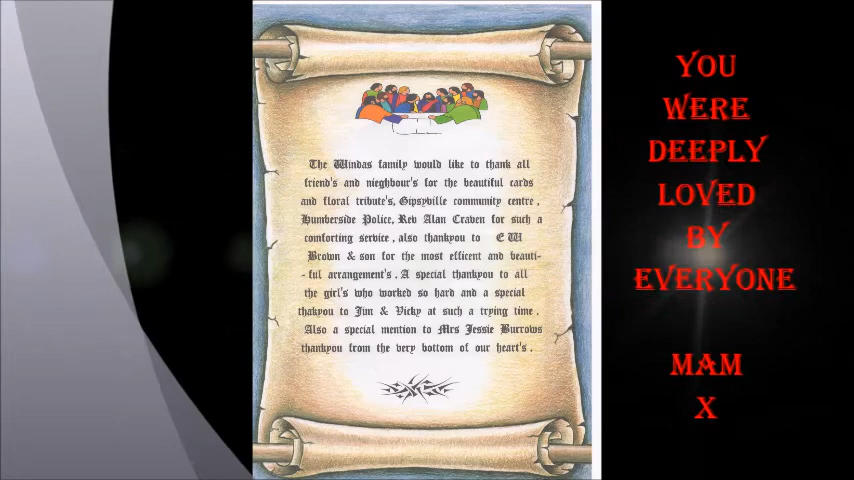 The Windas family would like to thank all
friend's and nieghbour's for the beautiful cards
and floral tribute's, Gipsyville community centre ,
Humberside Police, Rev Alan Craven for such a
comforting service , also thankyou to E W
Brown & son for the most efficent and beauti-
- ful arrangement's . A special thankyou to all
the girl's who worked so hard and a special
thakyou to Jim & Vicky at such a trying time .
Also a special mention to Mrs Jessie Burrows
thankyou from the very bottom of our heart's .
YOU
WERE
DEEPLY
LOVED
BY
EVERYONE
MAM
X